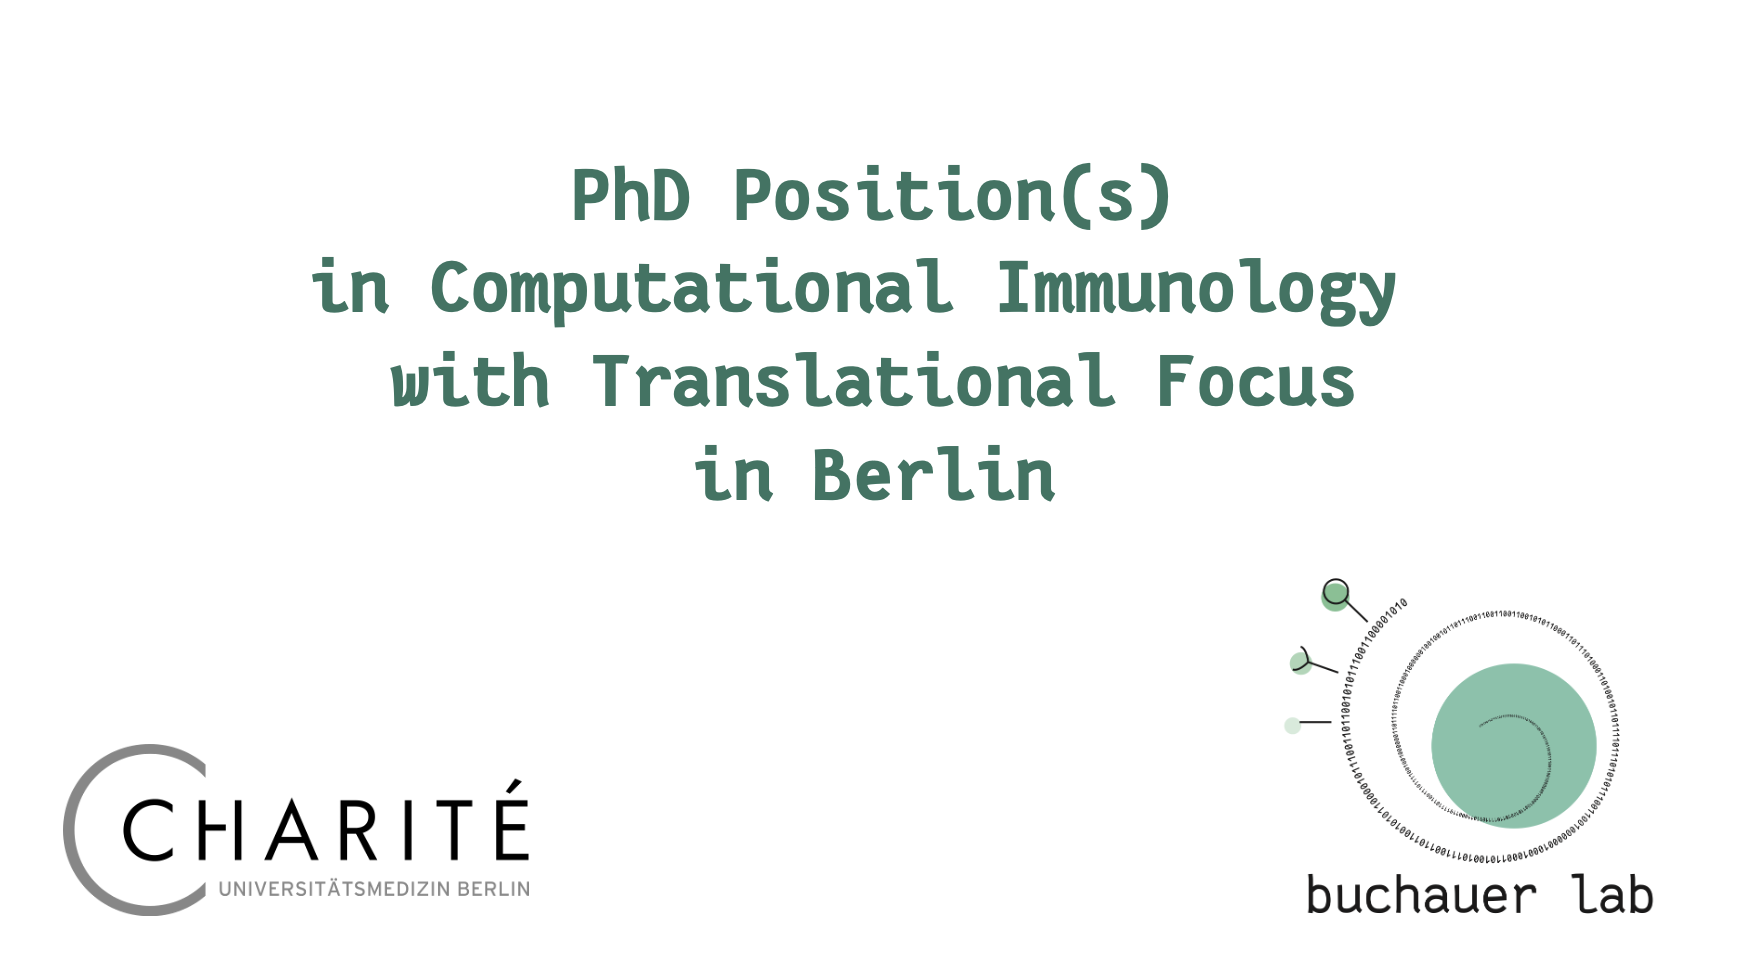 PhD Position(s)
in Computational Immunology
with Translational Focus
in Berlin
CHARITÉ
UNIVERSITÄTSMEDIZIN BERLIN
buchauer lab